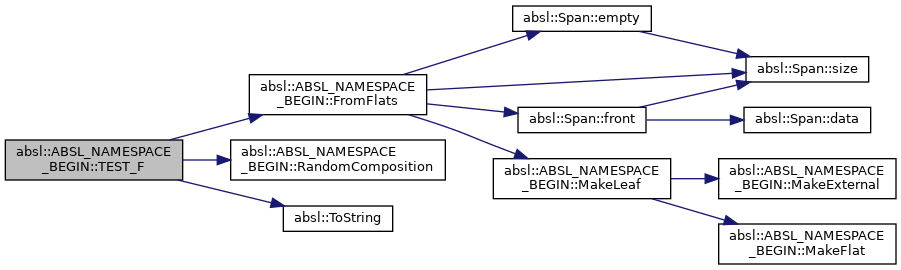 absl::ABSL_NAMESPACE
_BEGIN::TEST_F
absl::ABSL_NAMESPACE
_BEGIN::FromFlats
absl::ABSL_NAMESPACE
_BEGIN::RandomComposition
absl::ToString
absl::Span::empty
absl::Span::front
absl::ABSL_NAMESPACE
_BEGIN::MakeLeaf
absl::Span::size
absl::Span::data
absl::ABSL_NAMESPACE
_BEGIN::MakeExternal
absl::ABSL_NAMESPACE
_BEGIN::MakeFlat